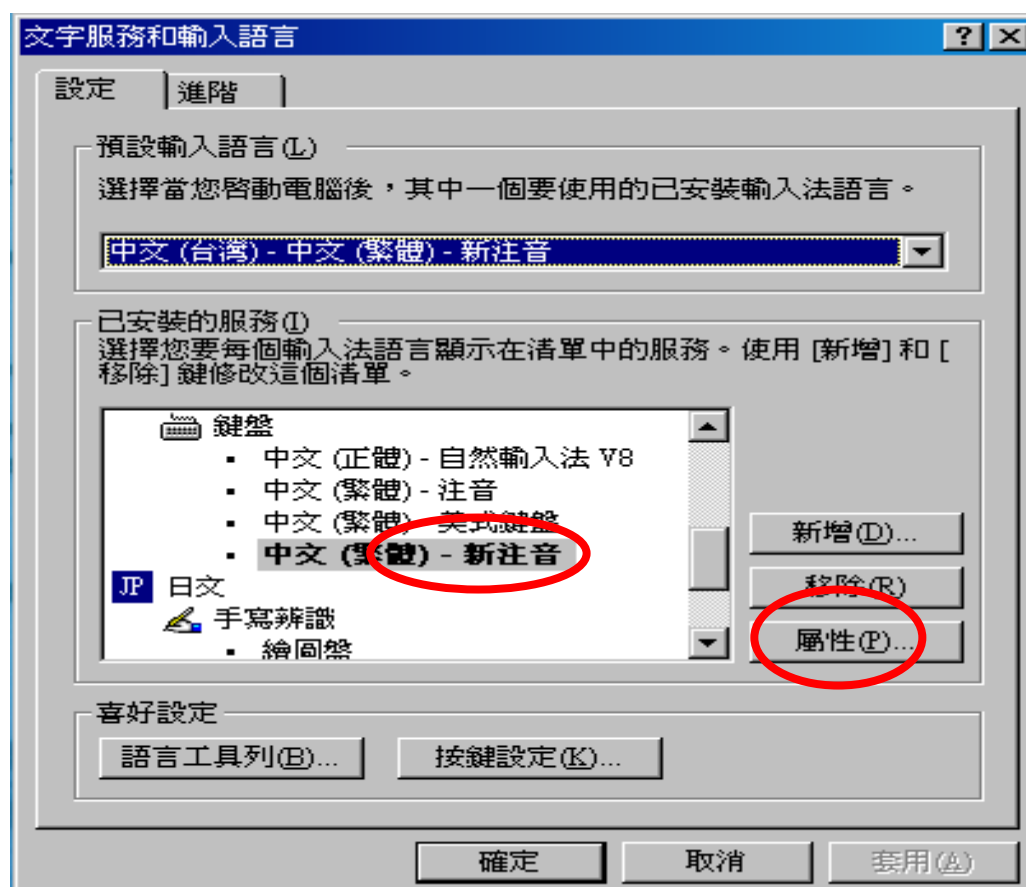 文字服務和輸入語言
設定
進階
預設輸入語言(L)
選擇當您啓動電腦後，其中一個要使用的已安裝輸入法語言。
中文 (台灣) - 中文 (繁體) - 新注音
已安裝的服務(I)
選擇您要每個輸入法語言顯示在清單中的服務。使用 [新增] 和 [
移除] 鍵修改這個清單。
鍵盤
中文 (正體) - 自然輸入法 V8
中文 (繁體) - 注音
中文 (繁體) - 美式鍵盤
中文 (繁體) - 新注音
JP 日文
手寫辨識
繪圖盤
新增(D)...
移除(R)
屬性(P)...
喜好設定
語言工具列(B)...
按鍵設定(K)...
確定
取消
套用(A)